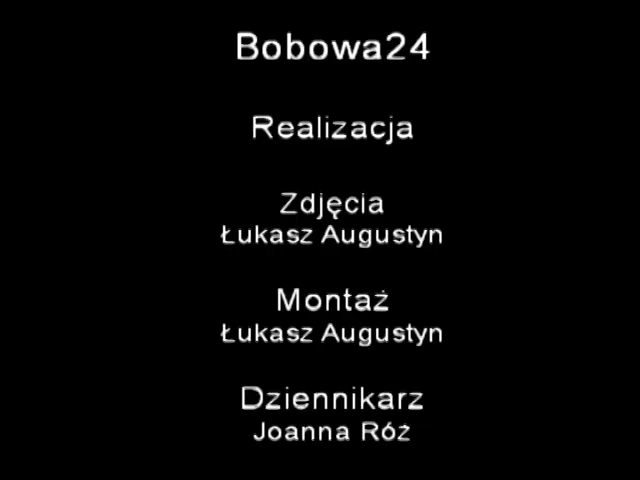 Bobowa24
Realizacja
Zdjęcia
Łukasz Augustyn
Montaż
Łukasz Augustyn
Dziennikarz
Joanna Róż